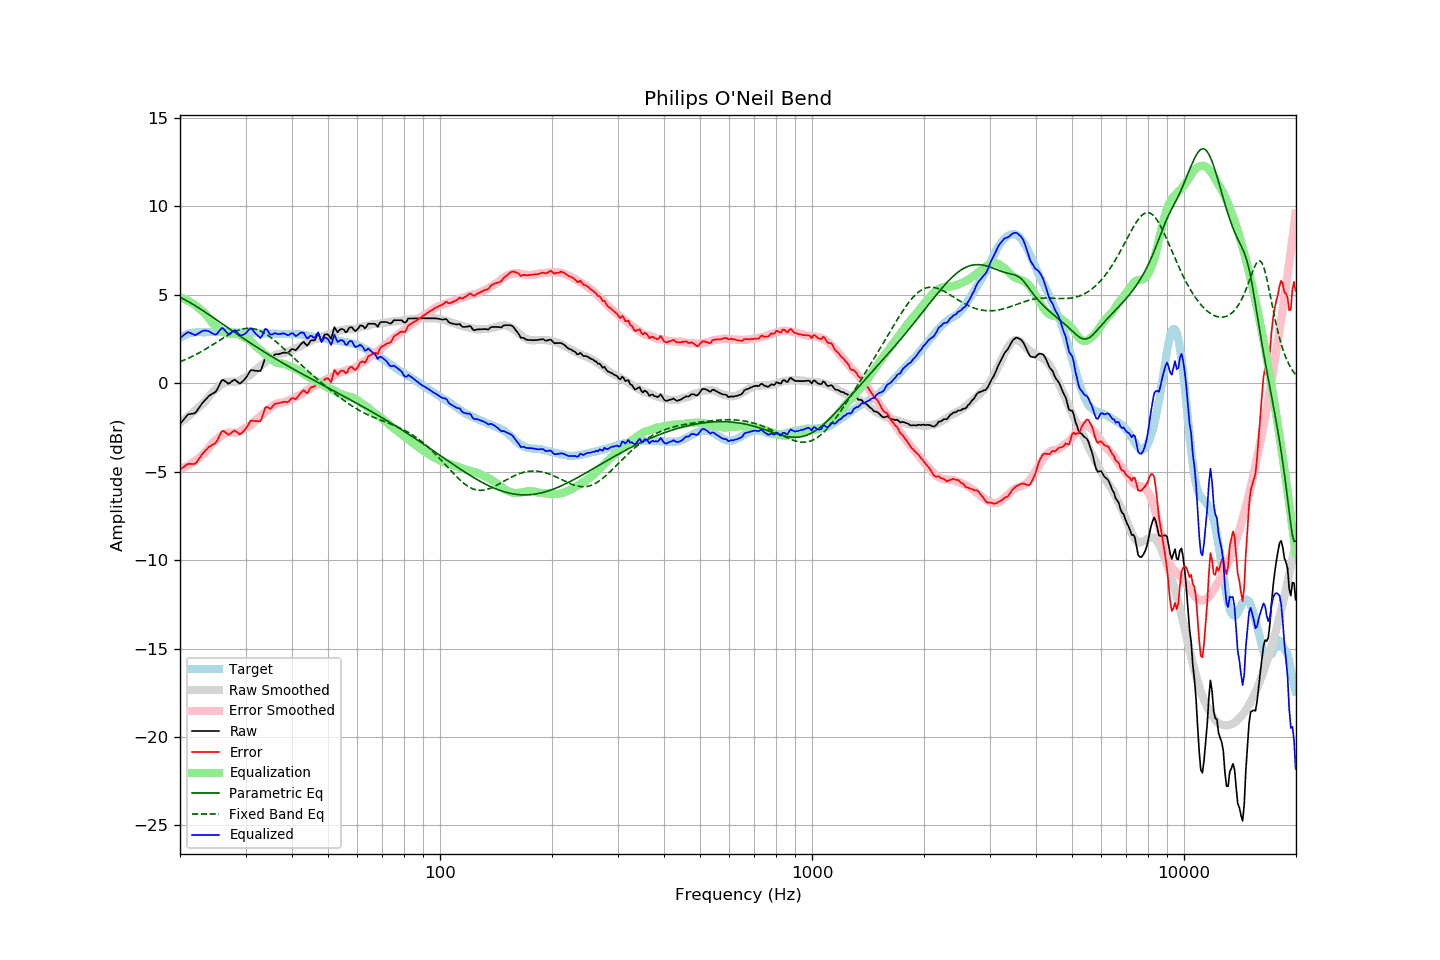 Philips O'Neil Bend
15
10
5
0
−5
−10
−15
−20
−25
Amplitude (dBr)
Target
Raw Smoothed
Error Smoothed
Raw
Error
Equalization
Parametric Eq
Fixed Band Eq
Equalized
100
1000
10000
Frequency (Hz)